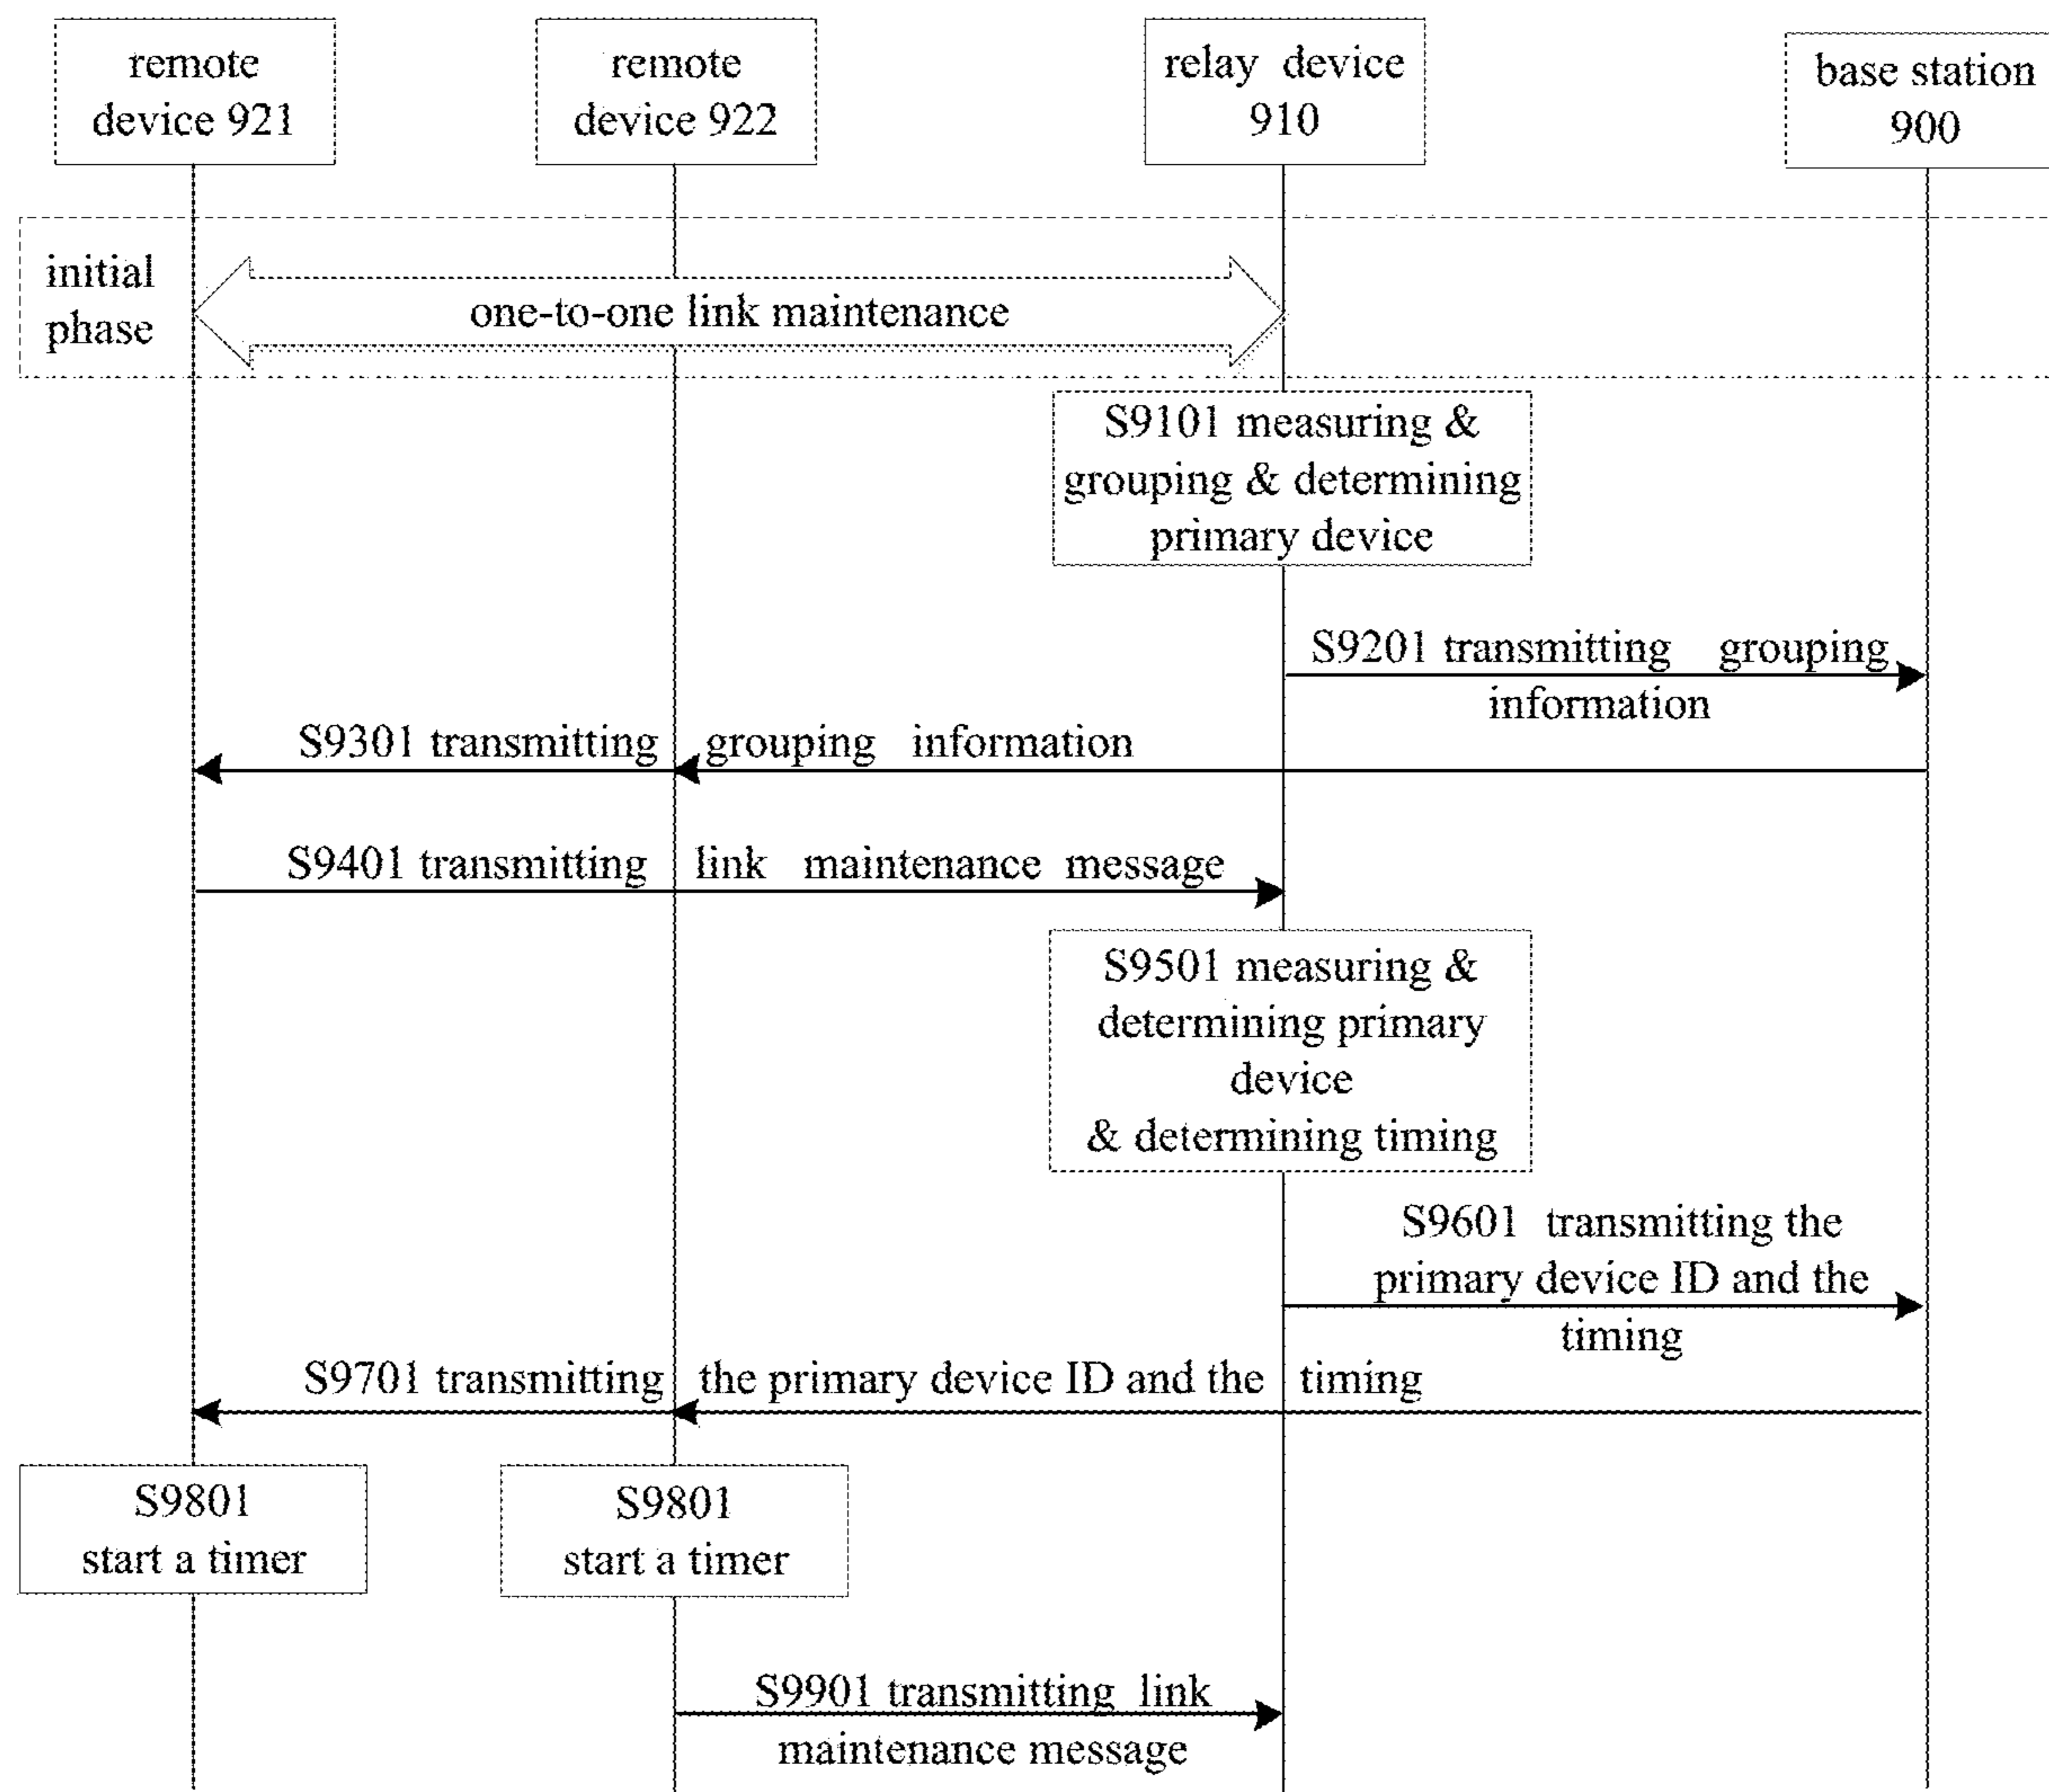 remote
device 921
remote
device 922
relay device
910
base station
900
initial
phase
one-to-one link maintenance
S9101 measuring &
grouping & determining
primary device
S9201 transmitting grouping
information
S9301 transmitting grouping information
S9401 transmitting link maintenance message
S9501 measuring &
determining primary
device
& determining timing
S9601 transmitting the
primary device ID and the
timing
S9701 transmitting the primary device ID and the timing
S9801
start a timer
S9801
start a timer
S9901 transmitting link
maintenance message